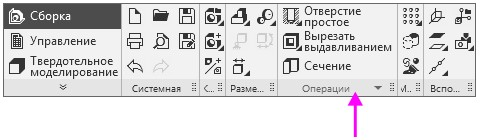 Сборка
Управление
Твердотельное
моделирование
Отверстие
простое
Вырезать
выдавливанием
Сечение
Системная
С...
Разме...
Операции
И...
Вспо...